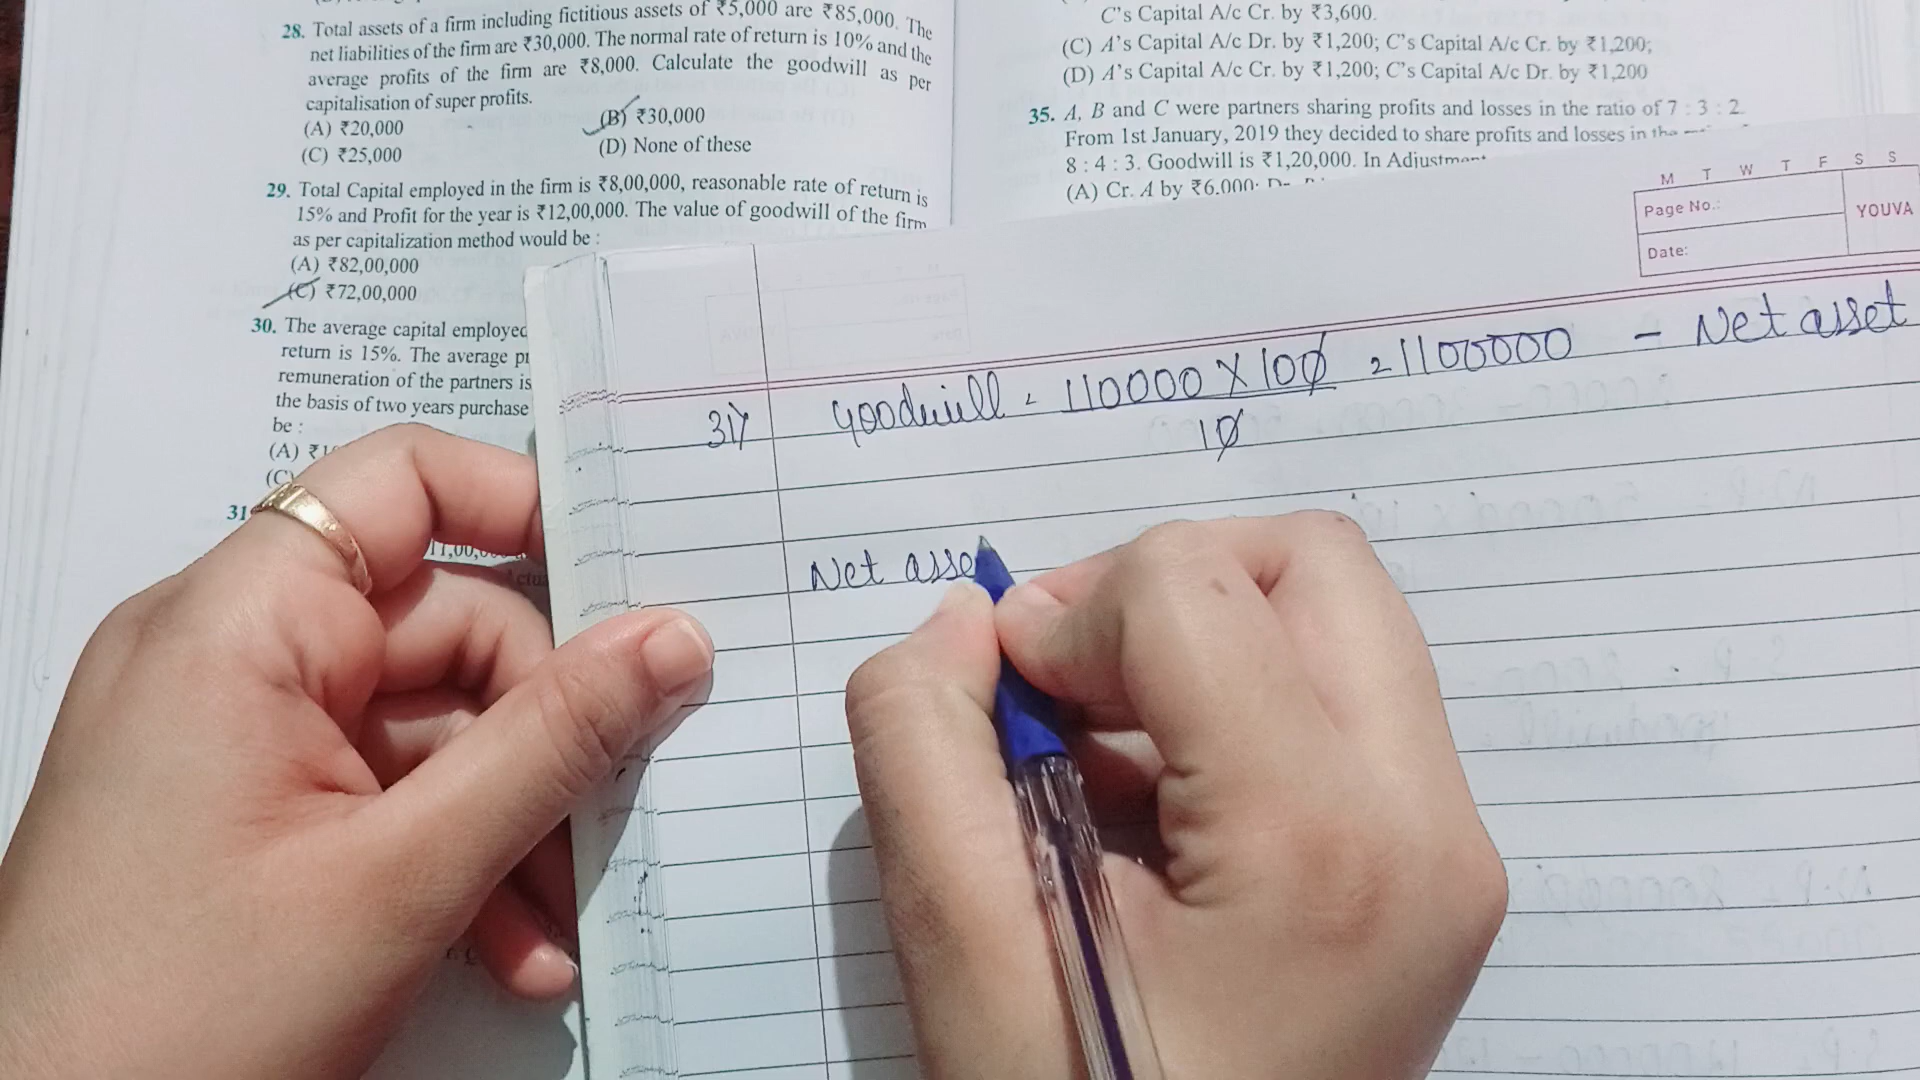 28. Total assets of a firm including fictitious assets of ₹5,000 are ₹85,000. The
net liabilities of the firm are ₹30,000. The normal rate of return is 10% and the
average profits of the firm are ₹8,000. Calculate the goodwill as per
capitalisation of super profits.
(A) ₹20,000 (B) ₹30,000
(C) ₹25,000 (D) None of these
29. Total Capital employed in the firm is ₹8,00,000, reasonable rate of return is
15% and Profit for the year is ₹12,00,000. The value of goodwill of the firm
as per capitalization method would be :
(A) ₹82,00,000
(C) ₹72,00,000
30. The average capital employed
return is 15%. The average
remuneration of the partners is
the basis of two years purchase
be :
(A)
(C)
31
C's Capital A/c Cr. by ₹3,600.
(C) A's Capital A/c Dr. by ₹1,200; C's Capital A/c Cr. by ₹1,200;
(D) A's Capital A/c Cr. by ₹1,200; C's Capital A/c Dr. by ₹1,200
35. A, B and C were partners sharing profits and losses in the ratio of 7 : 3 : 2.
From 1st January, 2019 they decided to share profits and losses in the
8 : 4 : 3. Goodwill is ₹1,20,000. In
(A) Cr. A by ₹6,000;
M T W T F S S
Page No.: YOUVA
Date:
31) Goodwill = 110000 X 100 = 1100000 - Net asset
10
Net asse